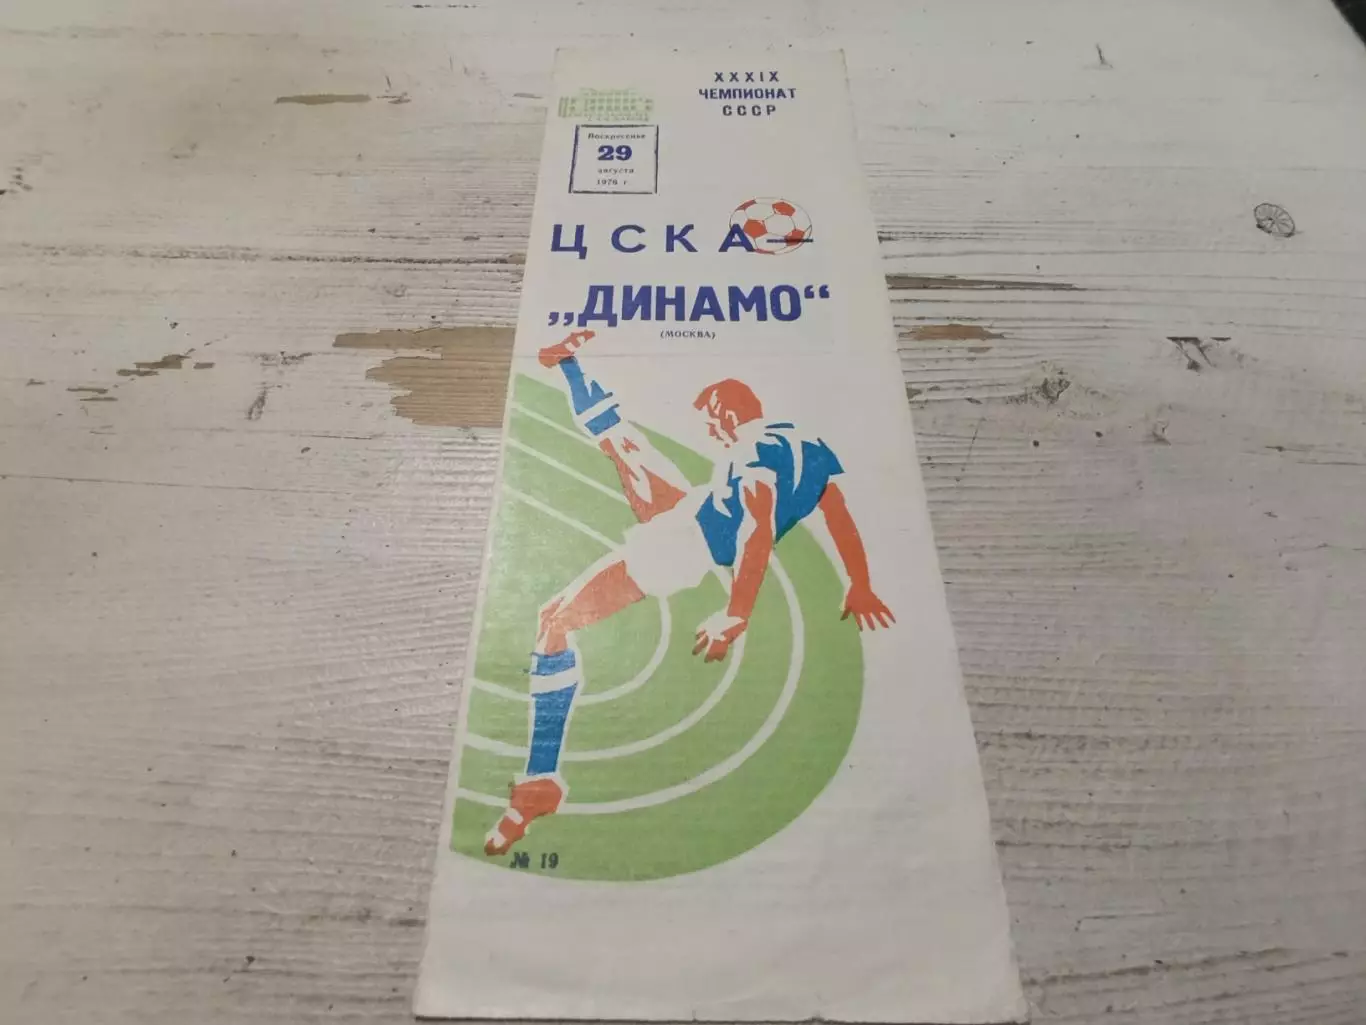 XXXIX
ЧЕМПИОНАТ
СССР
Воскресенье
29
августа
1976 г.
ЦСКА—
„ДИНАМО“
(МОСКВА)
№ 19